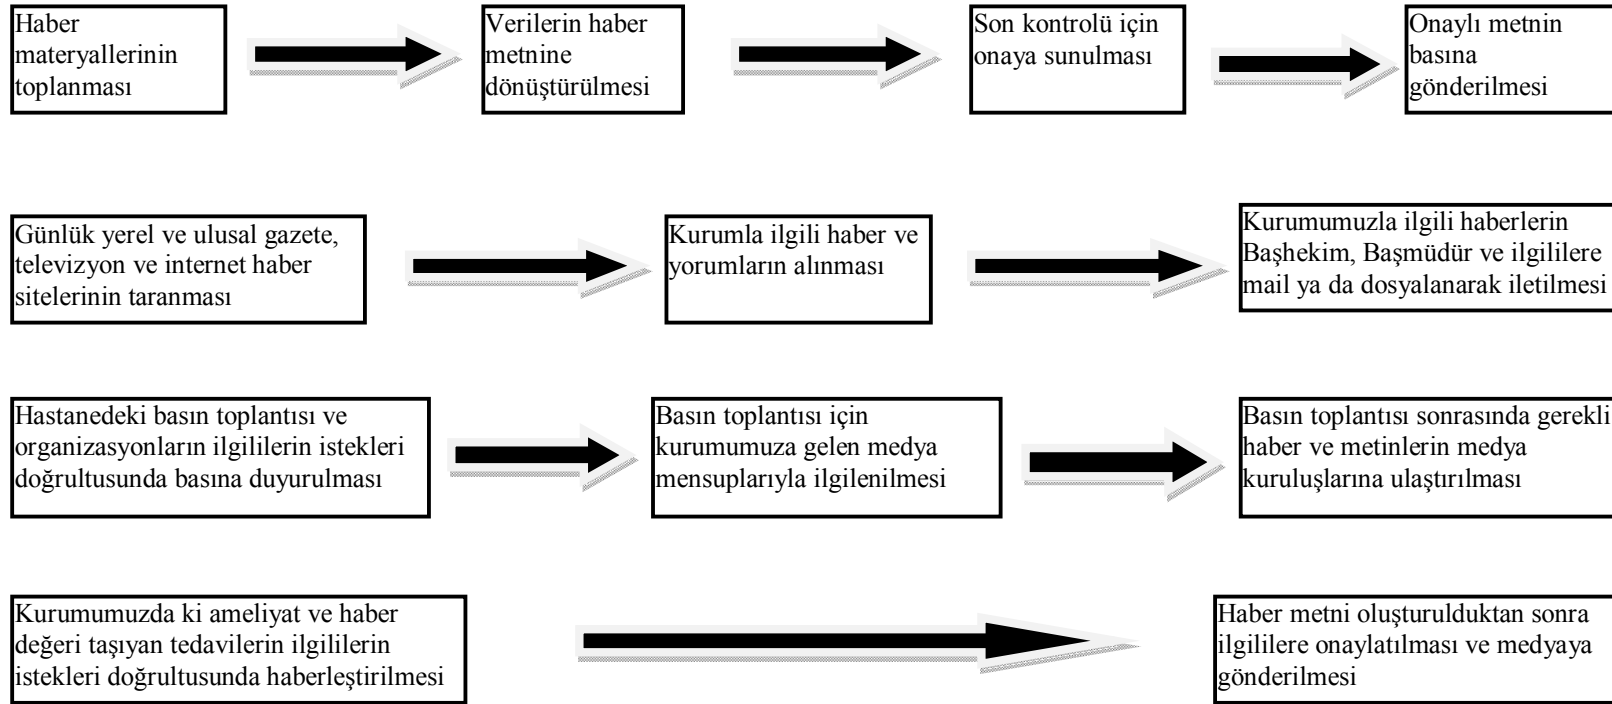 Haber
materyallerinin
toplanması
Verilerin haber
metnine
dönüştürülmesi
Son kontrolü için
onaya sunulması
Onaylı metnin
basına
gönderilmesi
Günlük yerel ve ulusal gazete,
televizyon ve internet haber
sitelerinin taranması
Kurumla ilgili haber ve
yorumların alınması
Kurumumuzla ilgili haberlerin
Başhekim, Başmüdür ve ilgililere
mail ya da dosyalanarak iletilmesi
Hastanedeki basın toplantısı ve
organizasyonların ilgililerin istekleri
doğrultusunda basına duyurulması
Basın toplantısı için
kurumumuza gelen medya
mensuplarıyla ilgilenilmesi
Basın toplantısı sonrasında gerekli
haber ve metinlerin medya
kuruluşlarına ulaştırılması
Kurumumuzda ki ameliyat ve haber
değeri taşıyan tedavilerin ilgililerin
istekleri doğrultusunda haberleştirilmesi
Haber metni oluşturulduktan sonra
ilgililere onaylatılması ve medyaya
gönderilmesi